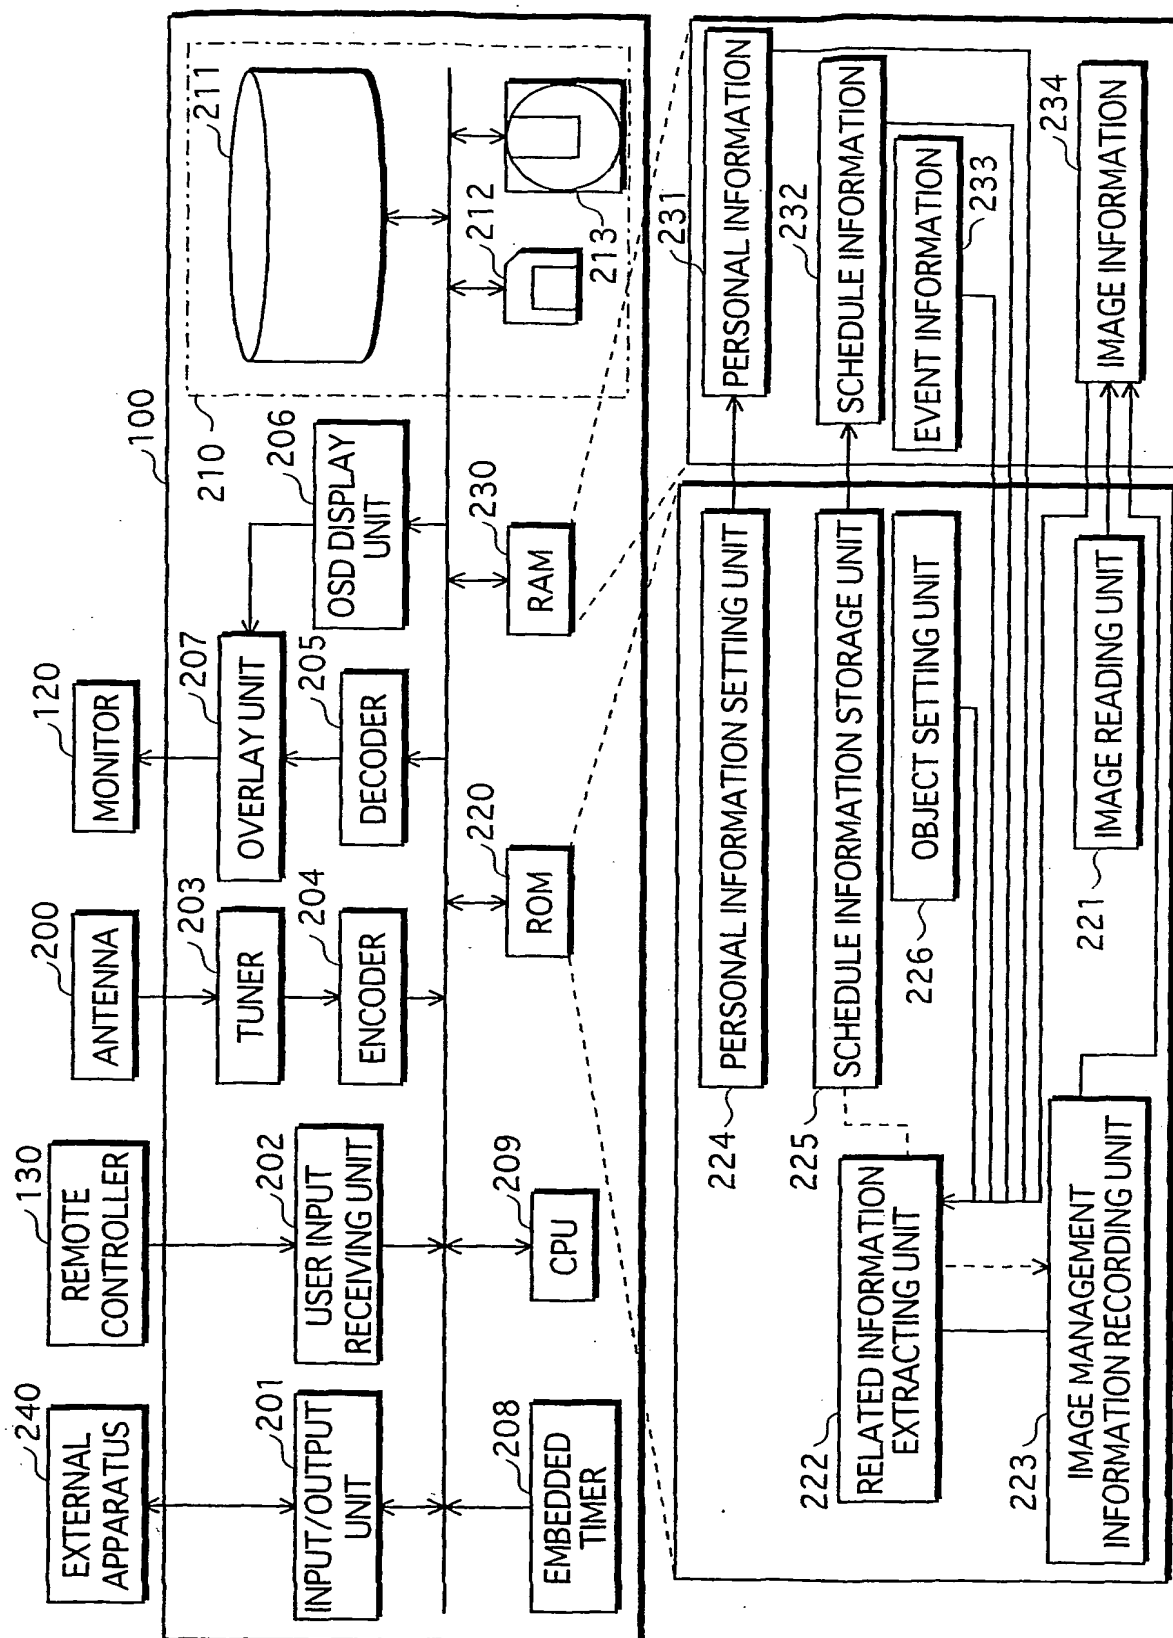 240
EXTERNAL
APPARATUS
130
REMOTE
CONTROLLER
200
ANTENNA
120
MONITOR
100
201
INPUT/OUTPUT
UNIT
202
USER INPUT
RECEIVING UNIT
203
TUNER
204
ENCODER
207
OVERLAY UNIT
205
DECODER
206
OSD DISPLAY
UNIT
210
211
212
213
208
EMBEDDED
TIMER
209
CPU
220
ROM
230
RAM
224
PERSONAL INFORMATION SETTING UNIT
231
PERSONAL INFORMATION
222
RELATED INFORMATION
EXTRACTING UNIT
225
SCHEDULE INFORMATION STORAGE UNIT
232
SCHEDULE INFORMATION
226
OBJECT SETTING UNIT
EVENT INFORMATION
233
223
IMAGE MANAGEMENT
INFORMATION RECORDING UNIT
221
IMAGE READING UNIT
234
IMAGE INFORMATION